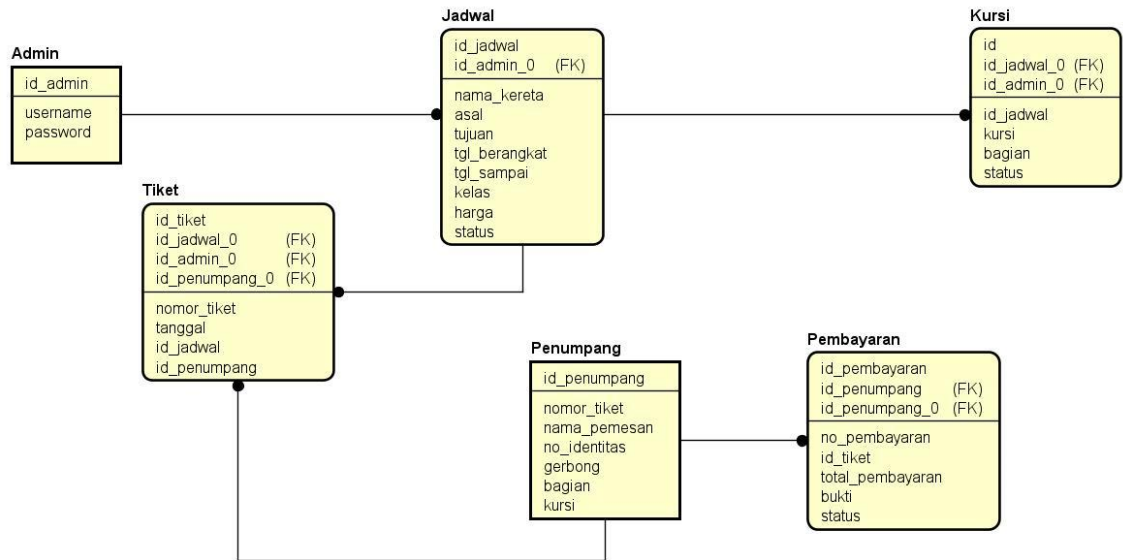 Admin
id_admin
username
password
Jadwal
id_jadwal
id_admin_0 (FK)
nama_kereta
asal
tujuan
tgl_berangkat
tgl_sampai
kelas
harga
status
Kursi
id
id_jadwal_0 (FK)
id_admin_0 (FK)
id_jadwal
kursi
bagian
status
Tiket
id_tiket
id_jadwal_0 (FK)
id_admin_0 (FK)
id_penumpang_0 (FK)
nomor_tiket
tanggal
id_jadwal
id_penumpang
Penumpang
id_penumpang
nomor_tiket
nama_pemesan
no_identitas
gerbong
bagian
kursi
Pembayaran
id_pembayaran
id_penumpang (FK)
id_penumpang_0 (FK)
no_pembayaran
id_tiket
total_pembayaran
bukti
status